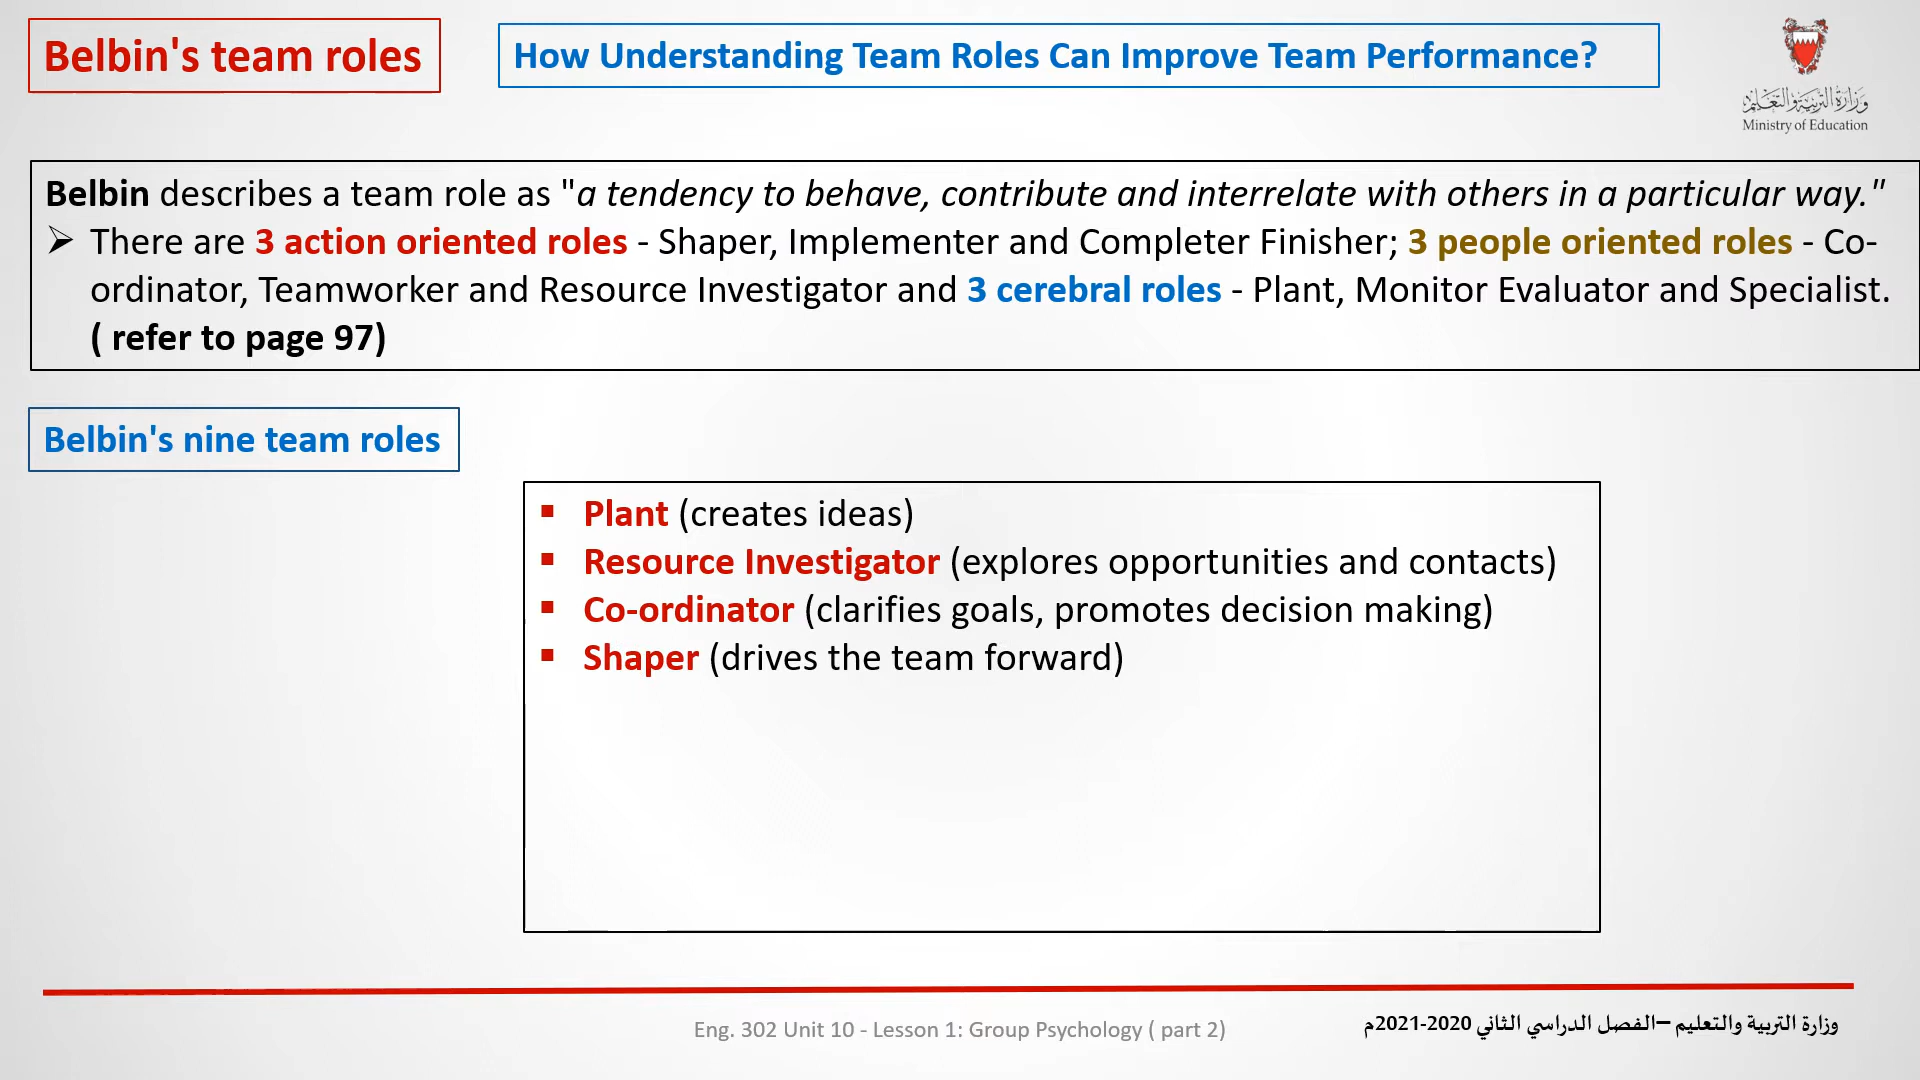 Belbin's team roles
How Understanding Team Roles Can Improve Team Performance?
وزارة التربية والتعليم
Ministry of Education
Belbin describes a team role as "a tendency to behave, contribute and interrelate with others in a particular way."
➢ There are 3 action oriented roles - Shaper, Implementer and Completer Finisher; 3 people oriented roles - Co-
ordinator, Teamworker and Resource Investigator and 3 cerebral roles - Plant, Monitor Evaluator and Specialist.
( refer to page 97)
Belbin's nine team roles
▪ Plant (creates ideas)
▪ Resource Investigator (explores opportunities and contacts)
▪ Co-ordinator (clarifies goals, promotes decision making)
▪ Shaper (drives the team forward)
Eng. 302 Unit 10 - Lesson 1: Group Psychology ( part 2)
وزارة التربية والتعليم –الفصل الدراسي الثاني 2020-2021م